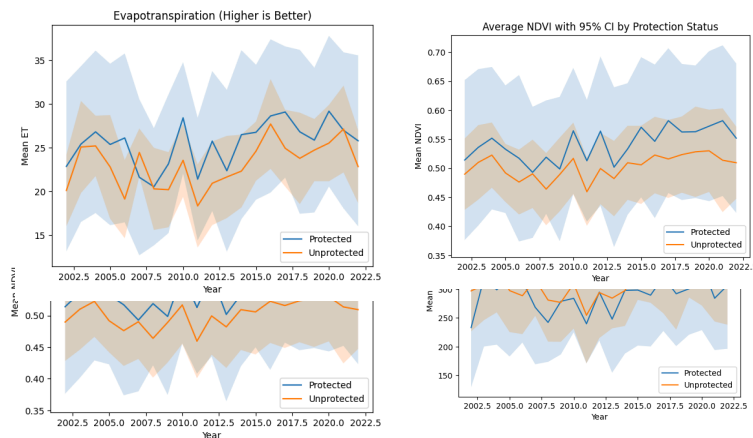 Evapotranspiration (Higher is Better)
35
30
25
20
15
Mean ET
Protected
Unprotected
2002.5 2005.0 2007.5 2010.0 2012.5 2015.0 2017.5 2020.0 2022.5
Year
Average NDVI with 95% CI by Protection Status
0.70
0.65
0.60
0.55
0.50
0.45
0.40
0.35
Mean NDVI
Protected
Unprotected
2002.5 2005.0 2007.5 2010.0 2012.5 2015.0 2017.5 2020.0 2022.
Year
Mean NDVI
0.50
0.45
0.40
0.35
Protected
Unprotected
2002.5 2005.0 2007.5 2010.0 2012.5 2015.0 2017.5 2020.0 2022.5
Year
Mean
300
250
200
150
Protected
Unprotected
2002.5 2005.0 2007.5 2010.0 2012.5 2015.0 2017.5 2020.0 2022.5
Year